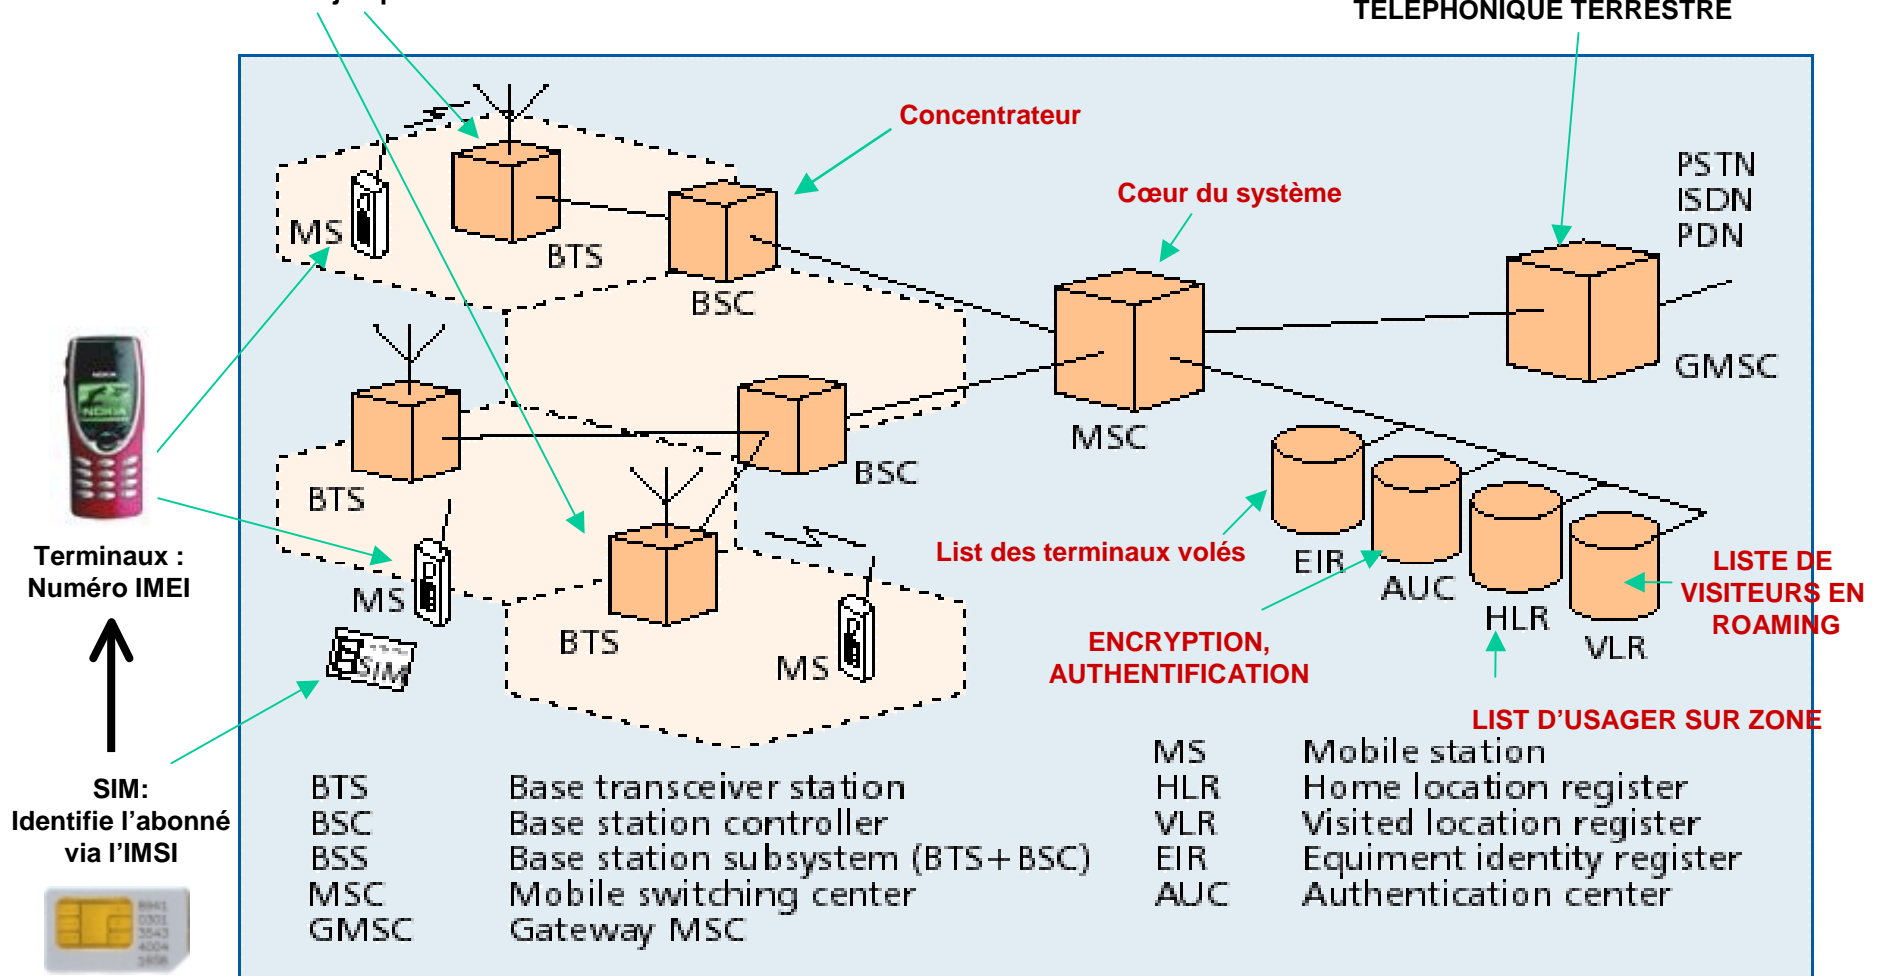 TELEPHONIQUE TERRESTRE
Concentrateur
Cœur du système
PSTN
ISDN
PDN
MS
BTS
BSC
GMSC
MSC
BTS
BSC
NOKIA
List des terminaux volés
EIR
AUC
HLR
VLR
LISTE DE
VISITEURS EN
ROAMING
Terminaux :
Numéro IMEI
MS
SIM
BTS
MS
ENCRYPTION,
AUTHENTIFICATION
LIST D'USAGER SUR ZONE
SIM:
Identifie l'abonné
via l'IMSI
BTS Base transceiver station
BSC Base station controller
BSS Base station subsystem (BTS+BSC)
MSC Mobile switching center
GMSC Gateway MSC
MS Mobile station
HLR Home location register
VLR Visited location register
EIR Equiment identity register
AUC Authentication center